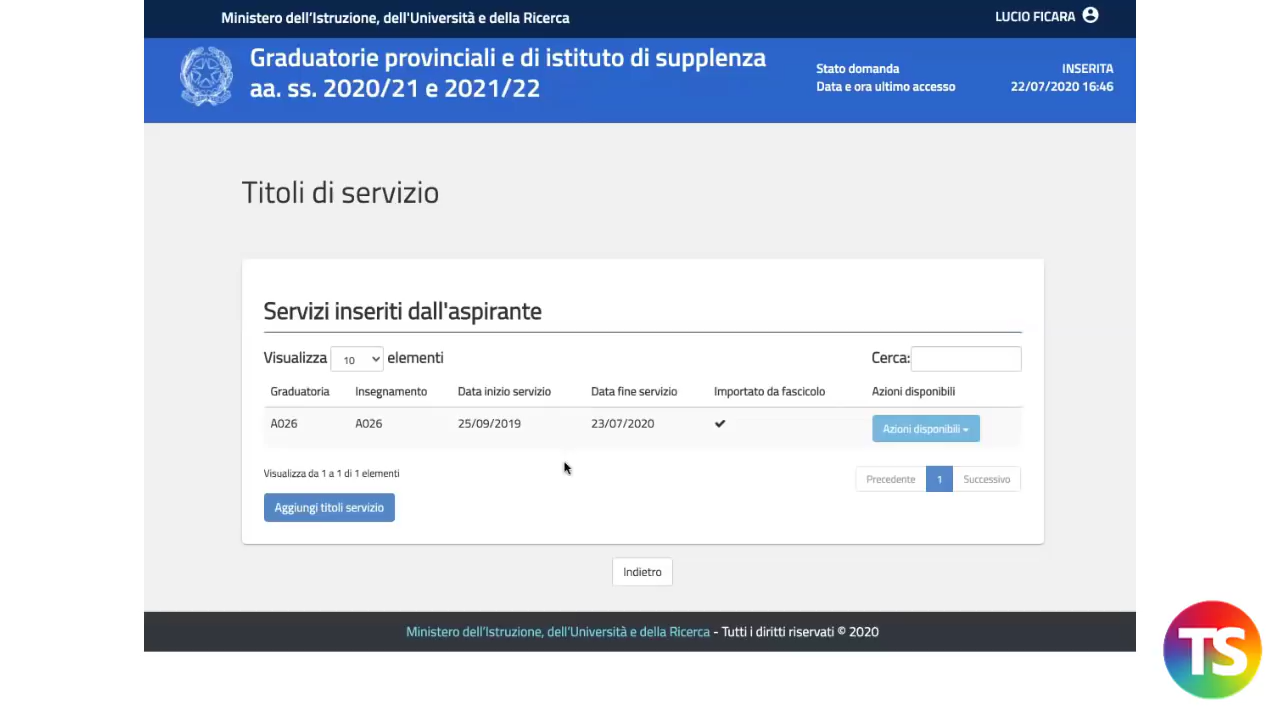 Ministero dell'Istruzione, dell'Università e della Ricerca
LUCIO FICARA
Graduatorie provinciali e di istituto di supplenza
aa. ss. 2020/21 e 2021/22
Stato domanda INSERITA
Data e ora ultimo accesso 22/07/2020 16:46
Titoli di servizio
Servizi inseriti dall'aspirante
Visualizza 10 elementi Cerca:
Graduatoria Insegnamento Data inizio servizio Data fine servizio Importato da fascicolo Azioni disponibili
A026 A026 25/09/2019 23/07/2020 ✔ Azioni disponibili
Visualizza da 1 a 1 di 1 elementi
Precedente 1 Successivo
Aggiungi titoli servizio
Indietro
Ministero dell'Istruzione, dell'Università e della Ricerca - Tutti i diritti riservati © 2020
TS